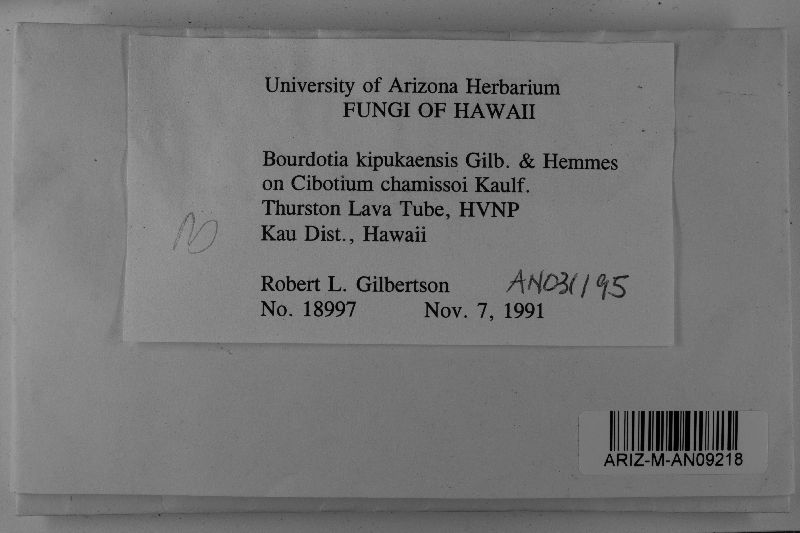 University of Arizona Herbarium
FUNGI OF HAWAII
Bourdotia kipukaensis Gilb. & Hemmes
on Cibotium chamissoi Kaulf.
Thurston Lava Tube, HVNP
Kau Dist., Hawaii
Robert L. Gilbertson AN031195
No. 18997 Nov. 7, 1991
ARIZ-M-AN09218